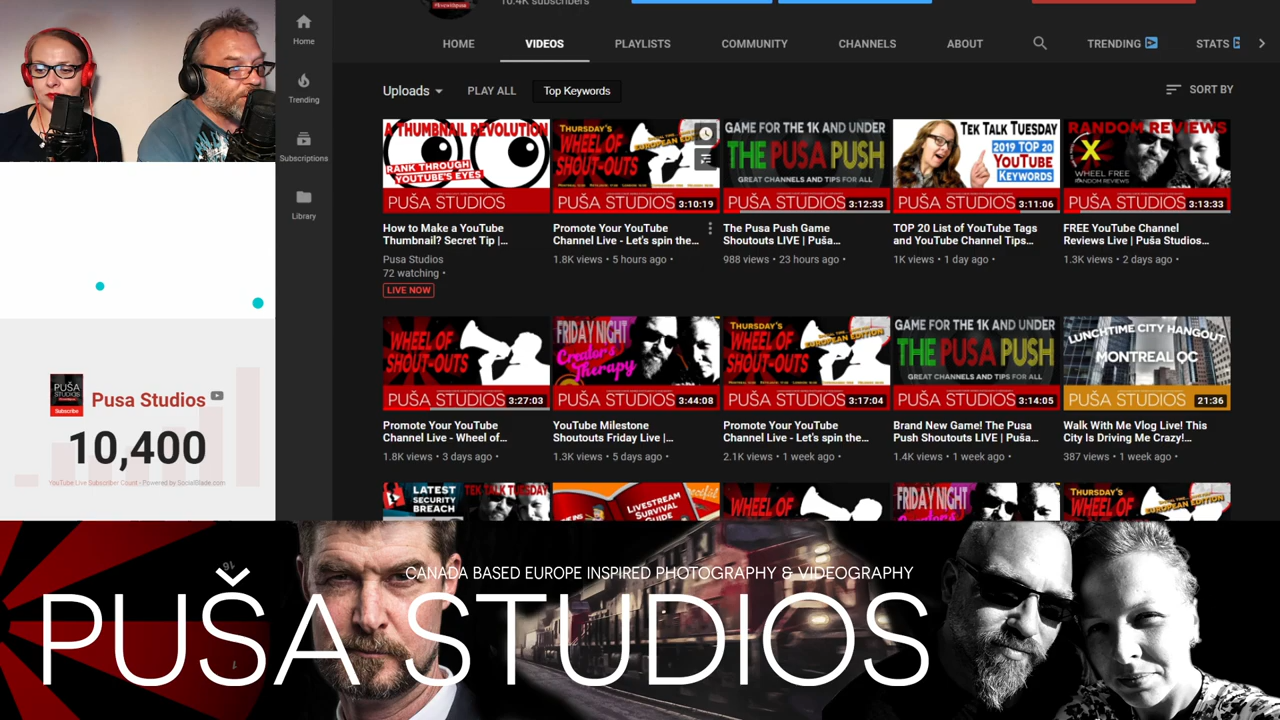 10.4K subscribers
Home
Trending
Subscriptions
Library
HOME
VIDEOS
PLAYLISTS
COMMUNITY
CHANNELS
ABOUT
TRENDING
STATS
Uploads
PLAY ALL
Top Keywords
SORT BY
A THUMBNAIL REVOLUTION
RANK THROUGH
YOUTUBE'S EYES
PUŠA STUDIOS
How to Make a YouTube
Thumbnail? Secret Tip |...
Pusa Studios
72 watching •
LIVE NOW
THURSDAY'S
WHEEL OF
SHOUT-OUTS
EUROPEAN EDITION
PUŠA STUDIOS
3:10:19
Promote Your YouTube
Channel Live - Let's spin the...
1.8K views • 5 hours ago •
GAME FOR THE 1K AND UNDER
THE PUSA PUSH
GREAT CHANNELS AND TIPS FOR ALL
PUŠA STUDIOS
3:12:33
The Pusa Push Game
Shoutouts LIVE | Puša...
988 views • 23 hours ago •
TEK TALK TUESDAY
2019 TOP 20
YOUTUBE
KEYWORDS
PUŠA STUDIOS
3:11:06
TOP 20 List of YouTube Tags
and YouTube Channel Tips...
1K views • 1 day ago •
RANDOM REVIEWS
X
WHEEL FREE
RANDOM REVIEWS
PUŠA STUDIOS
3:13:33
FREE YouTube Channel
Reviews Live | Puša Studios...
1.3K views • 2 days ago •
WHEEL OF
SHOUT-OUTS
PUŠA STUDIOS
3:27:03
Promote Your YouTube
Channel Live - Wheel of...
1.8K views • 3 days ago •
FRIDAY NIGHT
Creator's
Therapy
PUŠA STUDIOS
3:44:08
YouTube Milestone
Shoutouts Friday Live |...
1.3K views • 5 days ago •
THURSDAY'S
WHEEL OF
SHOUT-OUTS
EUROPEAN EDITION
PUŠA STUDIOS
3:17:04
Promote Your YouTube
Channel Live - Let's spin the...
2.1K views • 1 week ago •
GAME FOR THE 1K AND UNDER
THE PUSA PUSH
GREAT CHANNELS AND TIPS FOR ALL
PUŠA STUDIOS
3:14:05
Brand New Game! The Pusa
Push Shoutouts LIVE | Puša...
1.4K views • 1 week ago •
LUNCHTIME CITY HANGOUT
MONTREAL QC
PUŠA STUDIOS
21:36
Walk With Me Vlog Live! This
City Is Driving Me Crazy!...
387 views • 1 week ago •
LATEST
SECURITY
BREACH
TEK TALK TUESDAY
LIVESTREAM
SURVIVAL
GUIDE
WHEEL OF
FRIDAY NIGHT
Creator's
THURSDAY'S
WHEEL OF
EUROPEAN EDITION
PUŠA
STUDIOS
Subscribe
Pusa Studios
10,400
YouTube Live Subscriber Count • Powered by SocialBlade.com
16
CANADA BASED EUROPE INSPIRED PHOTOGRAPHY & VIDEOGRAPHY
PUŠA STUDIOS